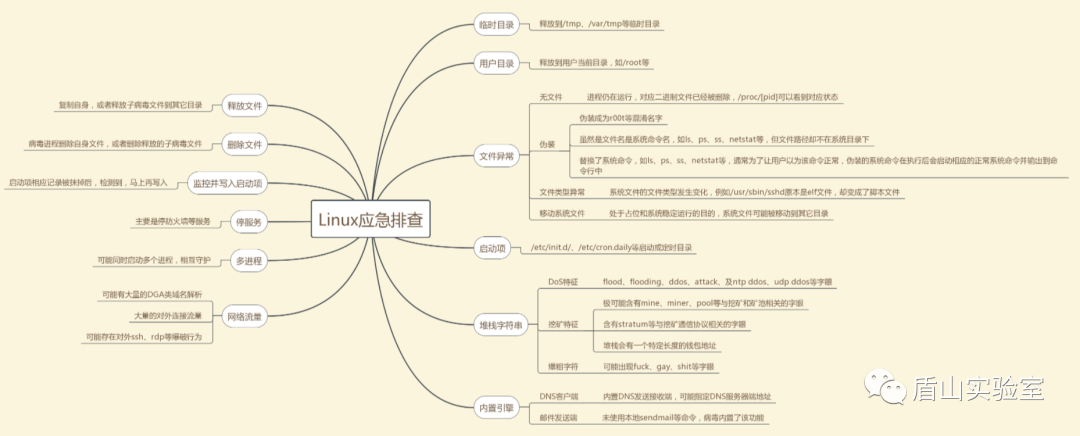 Linux应急排查
释放文件
复制自身，或者释放子病毒文件到其它目录
删除文件
病毒进程删除自身文件，或者删除释放的子病毒文件
监控并写入启动项
启动项相应记录被抹掉后，检测到，马上再写入
停服务
主要是停防火墙等服务
多进程
可能同时启动多个进程，相互守护
网络流量
可能有大量的DGA类域名解析
大量的对外连接流量
可能存在对外ssh、rdp等爆破行为
临时目录
释放到/tmp、/var/tmp等临时目录
用户目录
释放到用户当前目录，如/root等
文件异常
无文件
进程仍在运行，对应二进制文件已经被删除，/proc/[pid]可以看到对应状态
伪装
伪装成为r00t等混淆名字
虽然是文件名是系统命令名，如ls、ps、ss、netstat等，但文件路径却不在系统目录下
替换了系统命令，如ls、ps、ss、netstat等，通常为了让用户以为该命令正常，伪装的系统命令在执行后会启动相应的正常系统命令并输出到命
令行中
文件类型异常
系统文件的文件类型发生变化，例如/usr/sbin/sshd原本是elf文件，却变成了脚本文件
移动系统文件
处于占位和系统稳定运行的目的，系统文件可能被移动到其它目录
启动项
/etc/init.d/、/etc/cron.daily等启动或定时目录
堆栈字符串
DoS特征
flood、flooding、ddos、attack、及ntp ddos、udp ddos等字眼
挖矿特征
极可能含有mine、miner、pool等与挖矿和矿池相关的字眼
含有stratum等与挖矿通信协议相关的字眼
堆栈会有一个特定长度的钱包地址
爆粗字符
可能出现fuck、gay、shit等字眼
内置引擎
DNS客户端
内置DNS发送接收端，可能指定DNS服务器端地址
邮件发送端
未使用本地sendmail等命令，病毒内置了该功能
盾山实验室